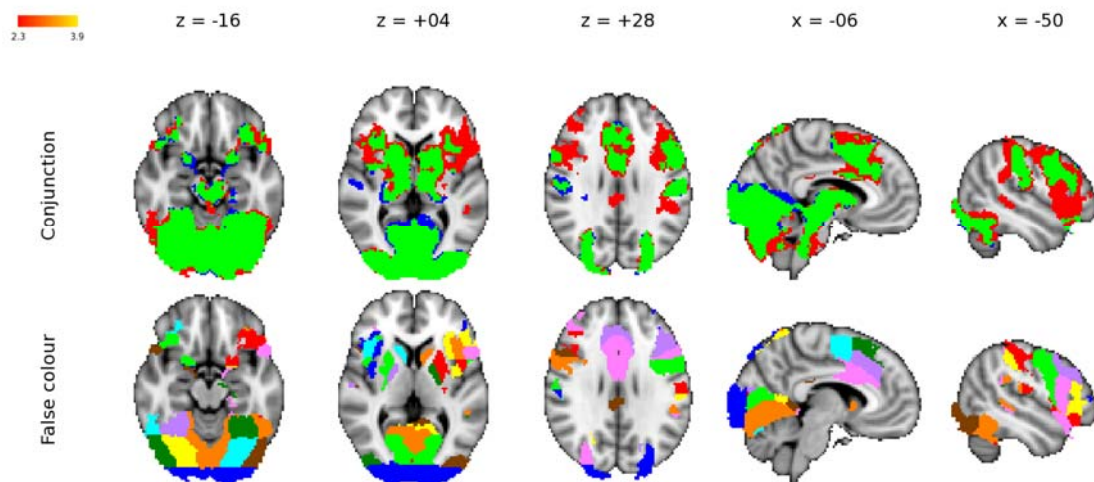 z = -16 z = +04 z = +28 x = -06 x = -50
2.3 3.9
Conjunction
False colour